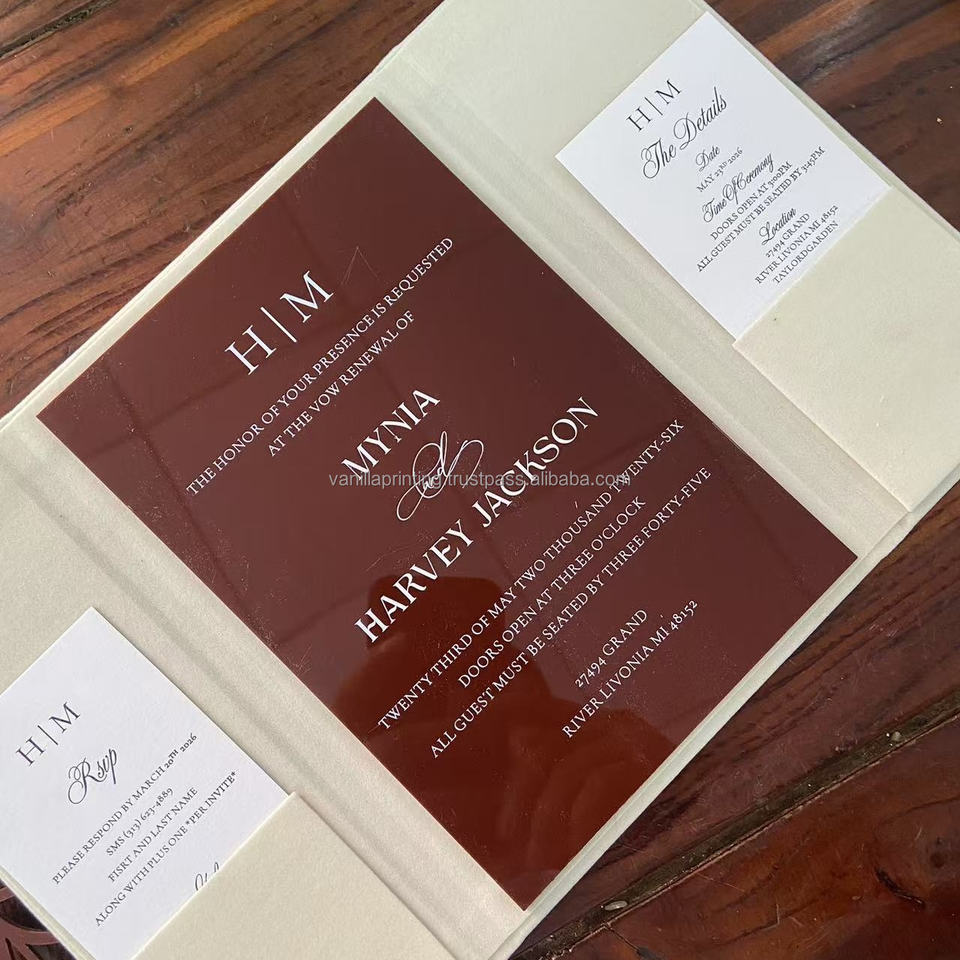 H | M
THE HONOR OF YOUR PRESENCE IS REQUESTED
AT THE VOW RENEWAL OF
MYNIA
&
HARVEY JACKSON
TWENTY THIRD OF MAY TWO THOUSAND TWENTY-SIX
DOORS OPEN AT THREE O'CLOCK
ALL GUEST MUST BE SEATED BY THREE FORTY-FIVE
27494 GRAND
RIVER LIVONIA MI 48152
H | M
The Details
Date
MAY 23RD 2026
Time Of Ceremony
DOORS OPEN AT 3:00PM
ALL GUEST MUST BE SEATED BY 3:45PM
Location
27494 GRAND
RIVER LIVONIA MI 48152
TAYLORDGARDEN
H | M
Rsvp
PLEASE RESPOND BY MARCH 20TH 2026
SMS (313) 623-4889
FISRT AND LAST NAME
ALONG WITH PLUS ONE *PER INVITE*
vanillaprinting.trustpass.alibaba.com